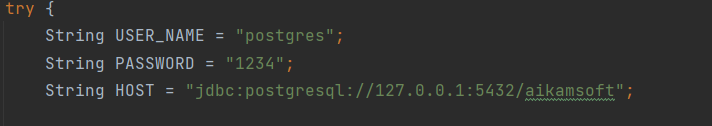 try {
String USER_NAME = "postgres";
String PASSWORD = "1234";
String HOST = "jdbc:postgresql://127.0.0.1:5432/aikamsoft";